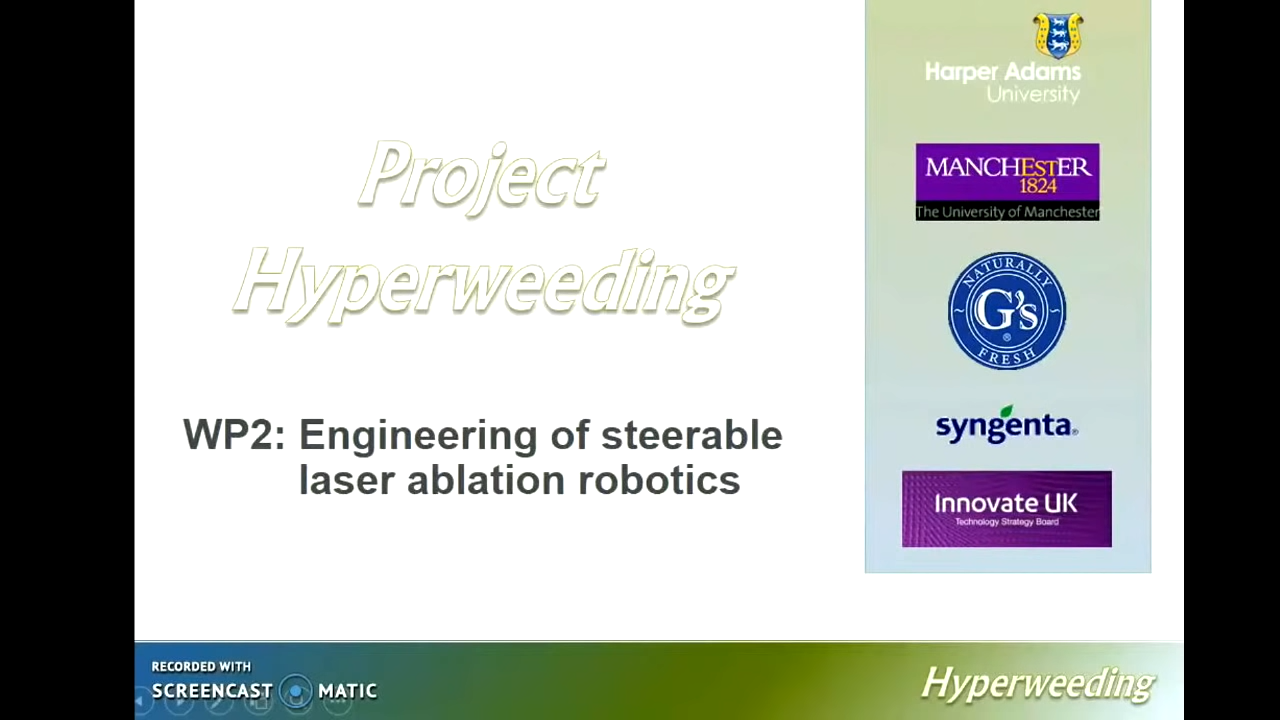 Project
Hyperweeding
WP2: Engineering of steerable
laser ablation robotics
Harper Adams
University
MANCHESTER
1824
The University of Manchester
NATURALLY
G's
®
FRESH
syngenta®
Innovate UK
Technology Strategy Board
RECORDED WITH
SCREENCAST MATIC
Hyperweeding